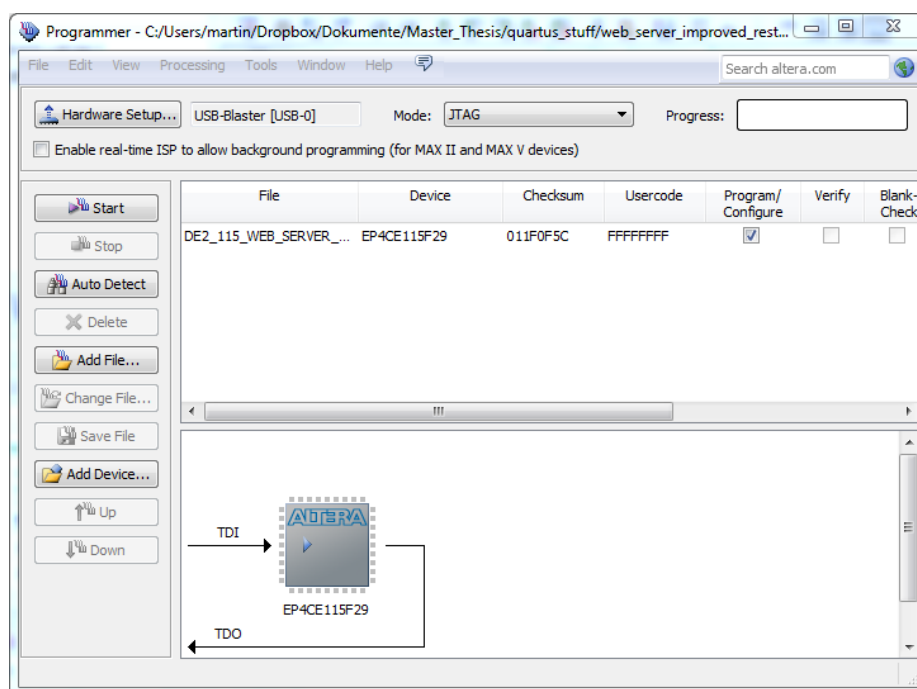 Programmer - C:/Users/martin/Dropbox/Dokumente/Master_Thesis/quartus_stuff/web_server_improved_rest...
File Edit View Processing Tools Window Help
Search altera.com
Hardware Setup... USB-Blaster [USB-0] Mode: JTAG Progress:
Enable real-time ISP to allow background programming (for MAX II and MAX V devices)
Start
Stop
Auto Detect
Delete
Add File...
Change File...
Save File
Add Device...
Up
Down
File Device Checksum Usercode Program/ Verify Blank-
Configure Check
DE2_115_WEB_SERVER_... EP4CE115F29 011F0F5C FFFFFFFF
ALTERA
TDI
EP4CE115F29
TDO